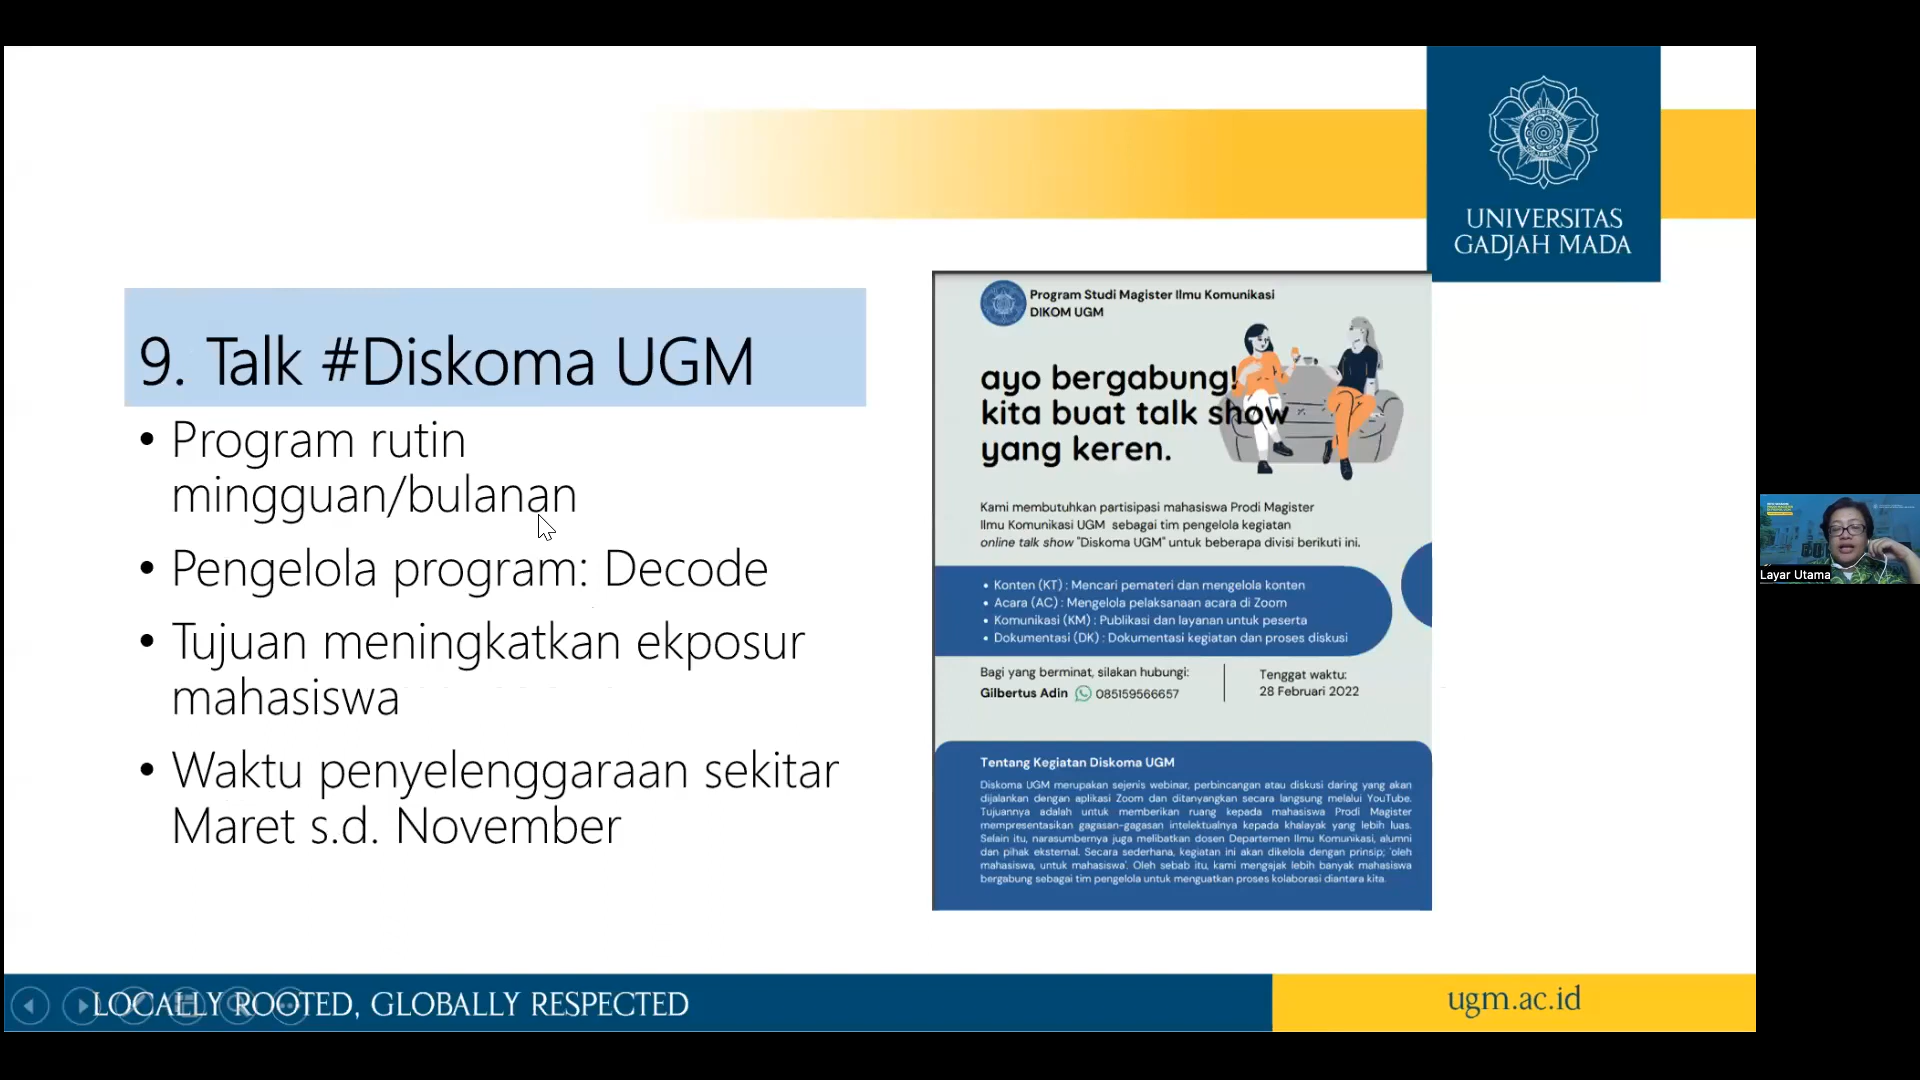 UNIVERSITAS
GADJAH MADA
9. Talk #Diskoma UGM
• Program rutin
mingguan/bulanan
• Pengelola program: Decode
• Tujuan meningkatkan ekposur
mahasiswa
• Waktu penyelenggaraan sekitar
Maret s.d. November
Program Studi Magister Ilmu Komunikasi
DIKOM UGM
ayo bergabung!
kita buat talk show
yang keren.
Kami membutuhkan partisipasi mahasiswa Prodi Magister
Ilmu Komunikasi UGM sebagai tim pengelola kegiatan
online talk show "Diskoma UGM" untuk beberapa divisi berikuti ini.
• Konten (KT) : Mencari pemateri dan mengelola konten
• Acara (AC) : Mengelola pelaksanaan acara di Zoom
• Komunikasi (KM) : Publikasi dan layanan untuk peserta
• Dokumentasi (DK) : Dokumentasi kegiatan dan proses diskusi
Bagi yang berminat, silakan hubungi:
Gilbertus Adin 085159566657
Tenggat waktu:
28 Februari 2022
Tentang Kegiatan Diskoma UGM
Diskoma UGM merupakan sejenis webinar, perbincangan atau diskusi daring yang akan
dijalankan dengan aplikasi Zoom dan ditanyangkan secara langsung melalui YouTube.
Tujuannya adalah untuk memberikan ruang kepada mahasiswa Prodi Magister
mempresentasikan gagasan-gagasan intelektualnya kepada khalayak yang lebih luas.
Selain itu, narasumbernya juga melibatkan dosen Departemen Ilmu Komunikasi, alumni
dan pihak eksternal. Secara sederhana, kegiatan ini akan dikelola dengan prinsip; 'oleh
mahasiswa, untuk mahasiswa'. Oleh sebab itu, kami mengajak lebih banyak mahasiswa
bergabung sebagai tim pengelola untuk menguatkan proses kolaborasi diantara kita.
Layar Utama
LOCALLY ROOTED, GLOBALLY RESPECTED
ugm.ac.id